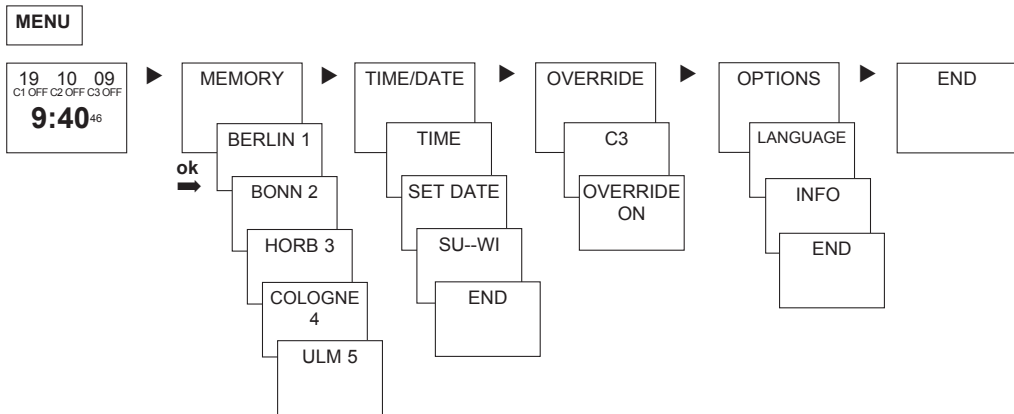 MENU
19 10 09
C1 OFF C2 OFF C3 OFF
9:40 46
MEMORY
BERLIN 1
ok
BONN 2
HORB 3
COLOGNE
4
ULM 5
TIME/DATE
TIME
SET DATE
SU--WI
END
OVERRIDE
C3
OVERRIDE
ON
OPTIONS
LANGUAGE
INFO
END
END